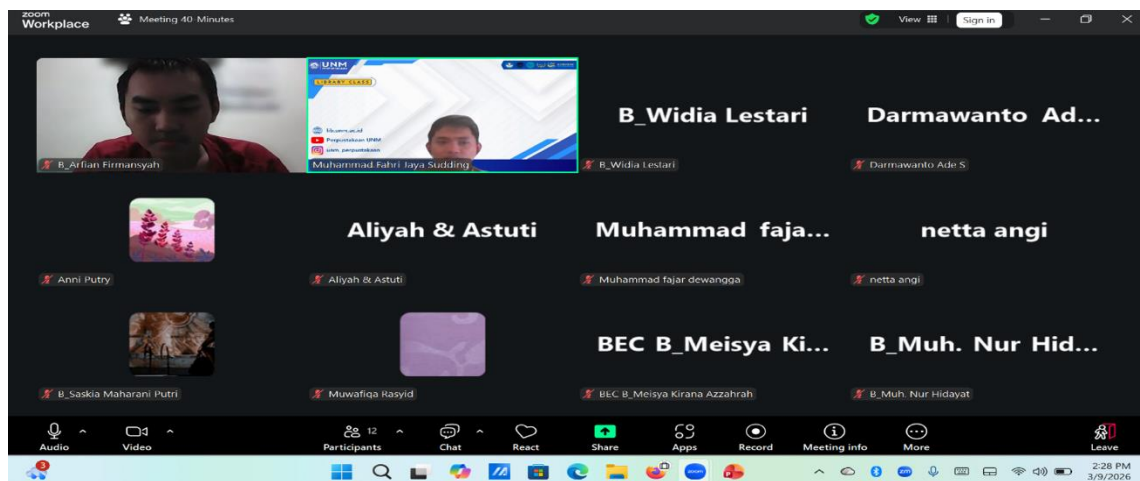 zoom
Workplace
Meeting 40-Minutes
View
Sign in
UNM
LIBRARY CLASS
Perpustakaan UNM
unm_perpustakaan
B_Arfian Firmansyah
Muhammad Fahri Jaya Sudding
B_Widia Lestari
B_Widia Lestari
Darmawanto Ad...
Darmawanto Ade S
Anni Putry
Aliyah & Astuti
Aliyah & Astuti
Muhammad faja...
Muhammad fajar dewangga
netta angi
netta angi
B_Saskia Maharani Putri
Muwafiqa Rasyid
BEC B_Meisya Ki...
BEC B_Meisya Kirana Azzahrah
B_Muh. Nur Hid...
B_Muh. Nur Hidayat
Audio
Video
12
Participants
Chat
React
Share
Apps
Record
Meeting info
More
Leave
3
zoom
zm
2:28 PM
3/9/2026